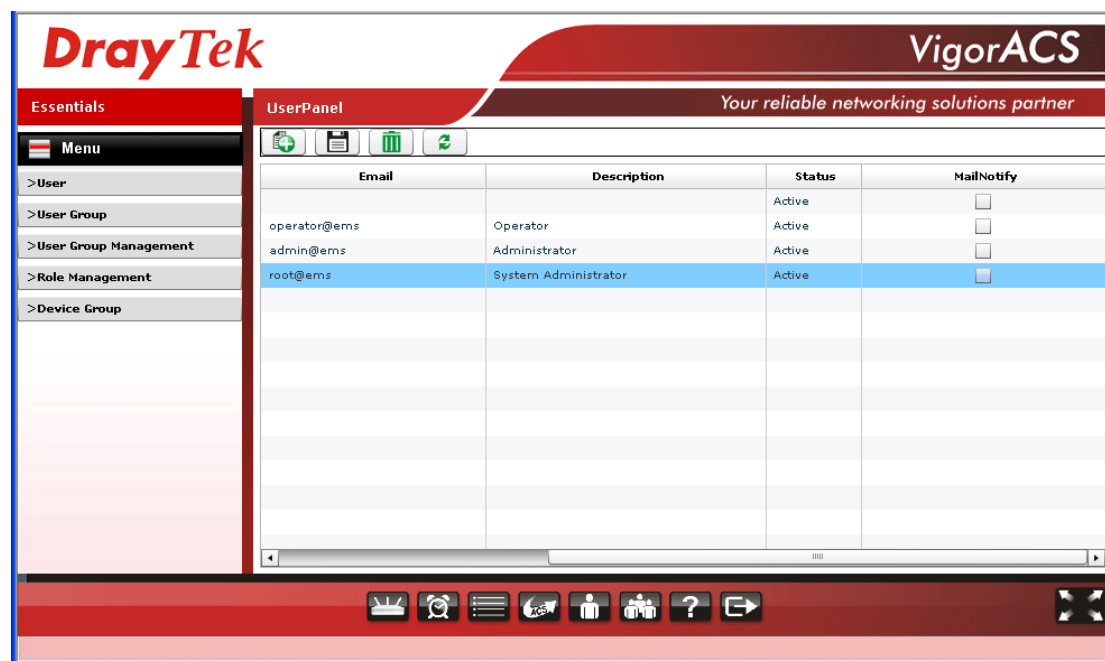 DrayTek
VigorACS
Essentials
UserPanel
Your reliable networking solutions partner
Menu
>User
>User Group
>User Group Management
>Role Management
>Device Group
Email Description Status MailNotify
Active
operator@ems Operator Active
admin@ems Administrator Active
root@ems System Administrator Active
ACS
?